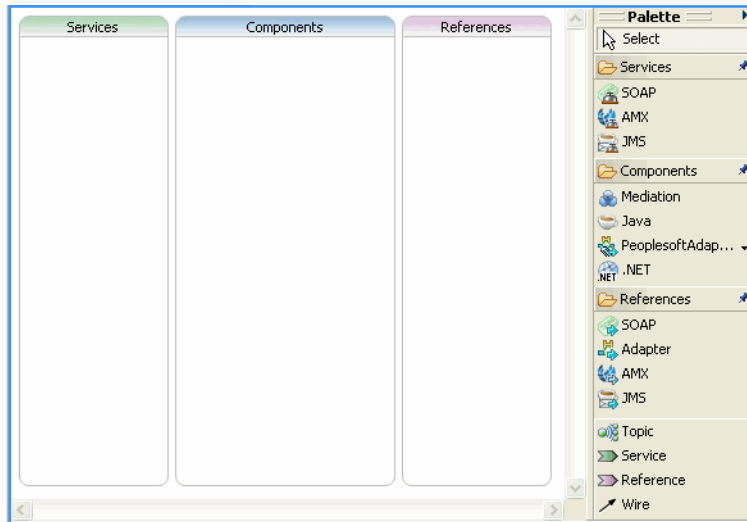 Services
Components
References
Palette
Select
Services
SOAP
AMX
JMS
Components
Mediation
Java
PeoplesoftAdap...
.NET
.NET
References
SOAP
Adapter
AMX
JMS
Topic
Service
Reference
Wire